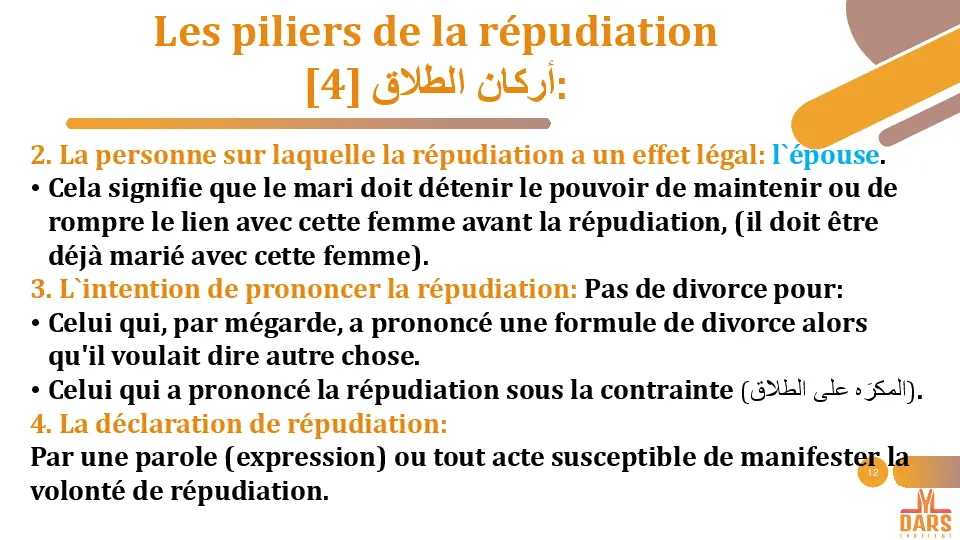 Les piliers de la répudiation
[4] أركان الطلاق:
2. La personne sur laquelle la répudiation a un effet légal: l`épouse.
• Cela signifie que le mari doit détenir le pouvoir de maintenir ou de
rompre le lien avec cette femme avant la répudiation, (il doit être
déjà marié avec cette femme).
3. L`intention de prononcer la répudiation: Pas de divorce pour:
• Celui qui, par mégarde, a prononcé une formule de divorce alors
qu'il voulait dire autre chose.
• Celui qui a prononcé la répudiation sous la contrainte (المكرَه على الطلاق).
4. La déclaration de répudiation:
Par une parole (expression) ou tout acte susceptible de manifester la
volonté de répudiation.
12
DARS
INSTITUT